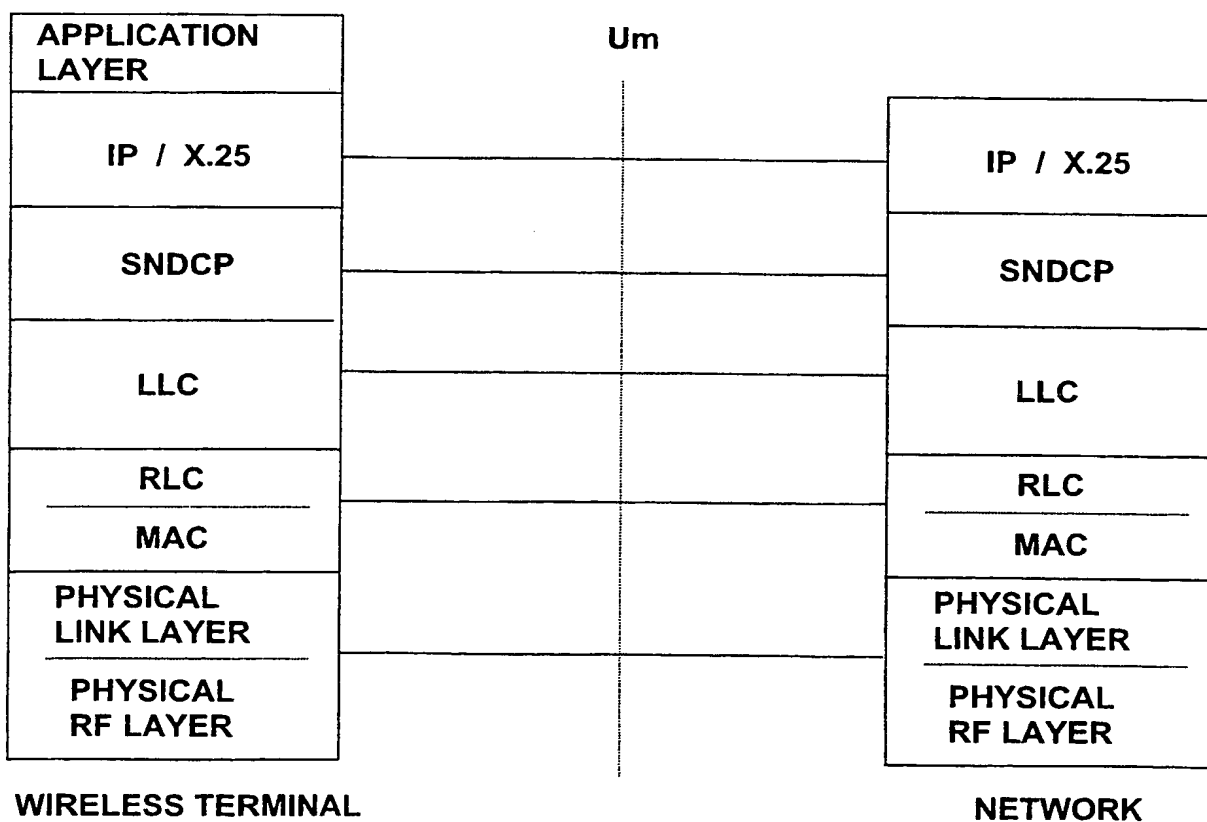 APPLICATION
LAYER
Um
IP / X.25
IP / X.25
SNDCP
SNDCP
LLC
LLC
RLC
RLC
MAC
MAC
PHYSICAL
LINK LAYER
PHYSICAL
LINK LAYER
PHYSICAL
RF LAYER
PHYSICAL
RF LAYER
WIRELESS TERMINAL
NETWORK